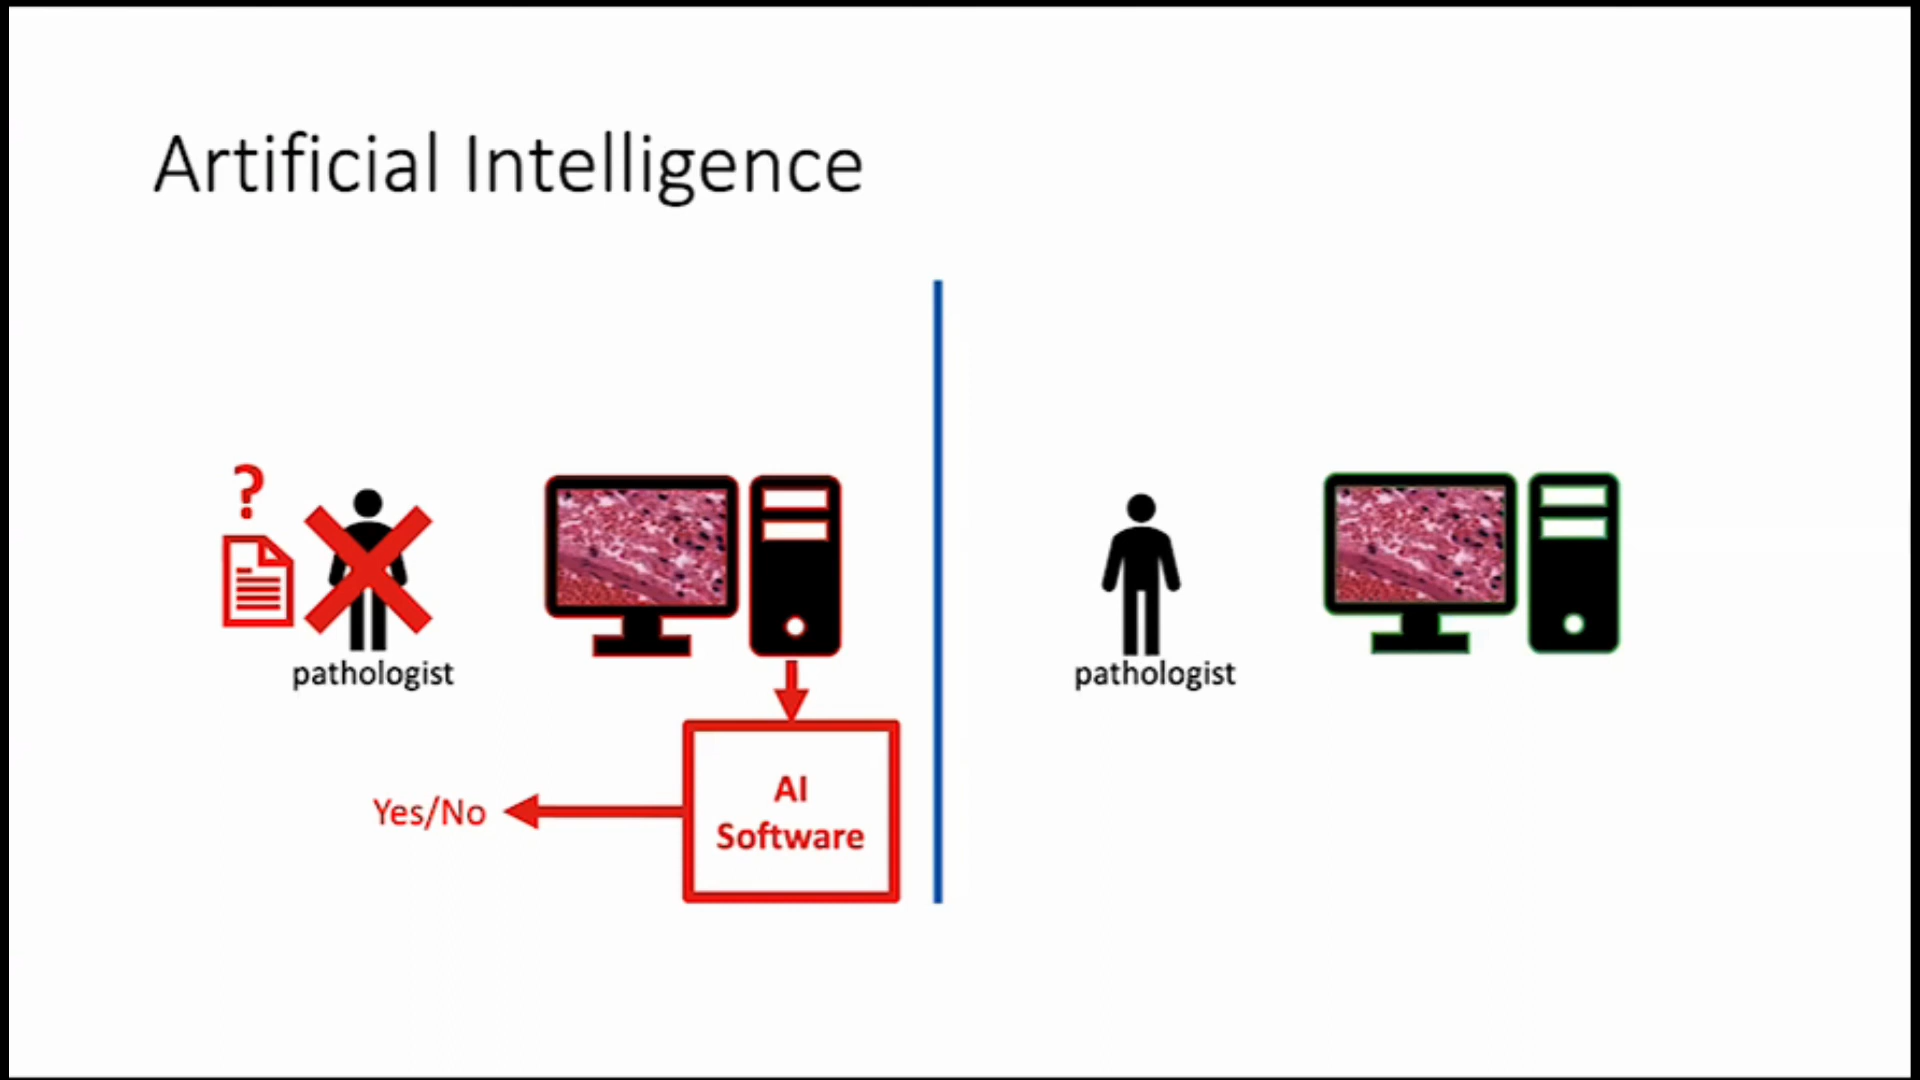 Artificial Intelligence
?
pathologist
AI
Software
Yes/No
pathologist